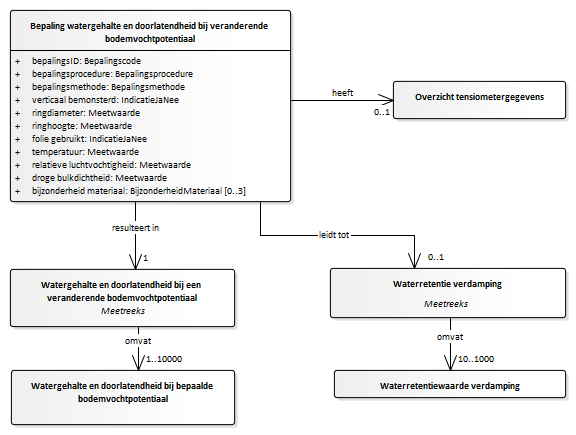 Bepaling watergehalte en doorlatendheid bij veranderende
bodemvochtpotentiaal
+ bepalingsID: Bepalingscode
+ bepalingsprocedure: Bepalingsprocedure
+ bepalingsmethode: Bepalingsmethode
+ verticaal bemonsterd: IndicatieJaNee
+ ringdiameter: Meetwaarde
+ ringhoogte: Meetwaarde
+ folie gebruikt: IndicatieJaNee
+ temperatuur: Meetwaarde
+ relatieve luchtvochtigheid: Meetwaarde
+ droge bulkdichtheid: Meetwaarde
+ bijzonderheid materiaal: BijzonderheidMateriaal [0..3]
heeft
0..1
Overzicht tensiometergegevens
resulteert in
1
leidt tot
0..1
Watergehalte en doorlatendheid bij een
veranderende bodemvochtpotentiaal
Meetreeks
Waterretentie verdamping
Meetreeks
omvat
1..10000
omvat
10..1000
Watergehalte en doorlatendheid bij bepaalde
bodemvochtpotentiaal
Waterretentiewaarde verdamping